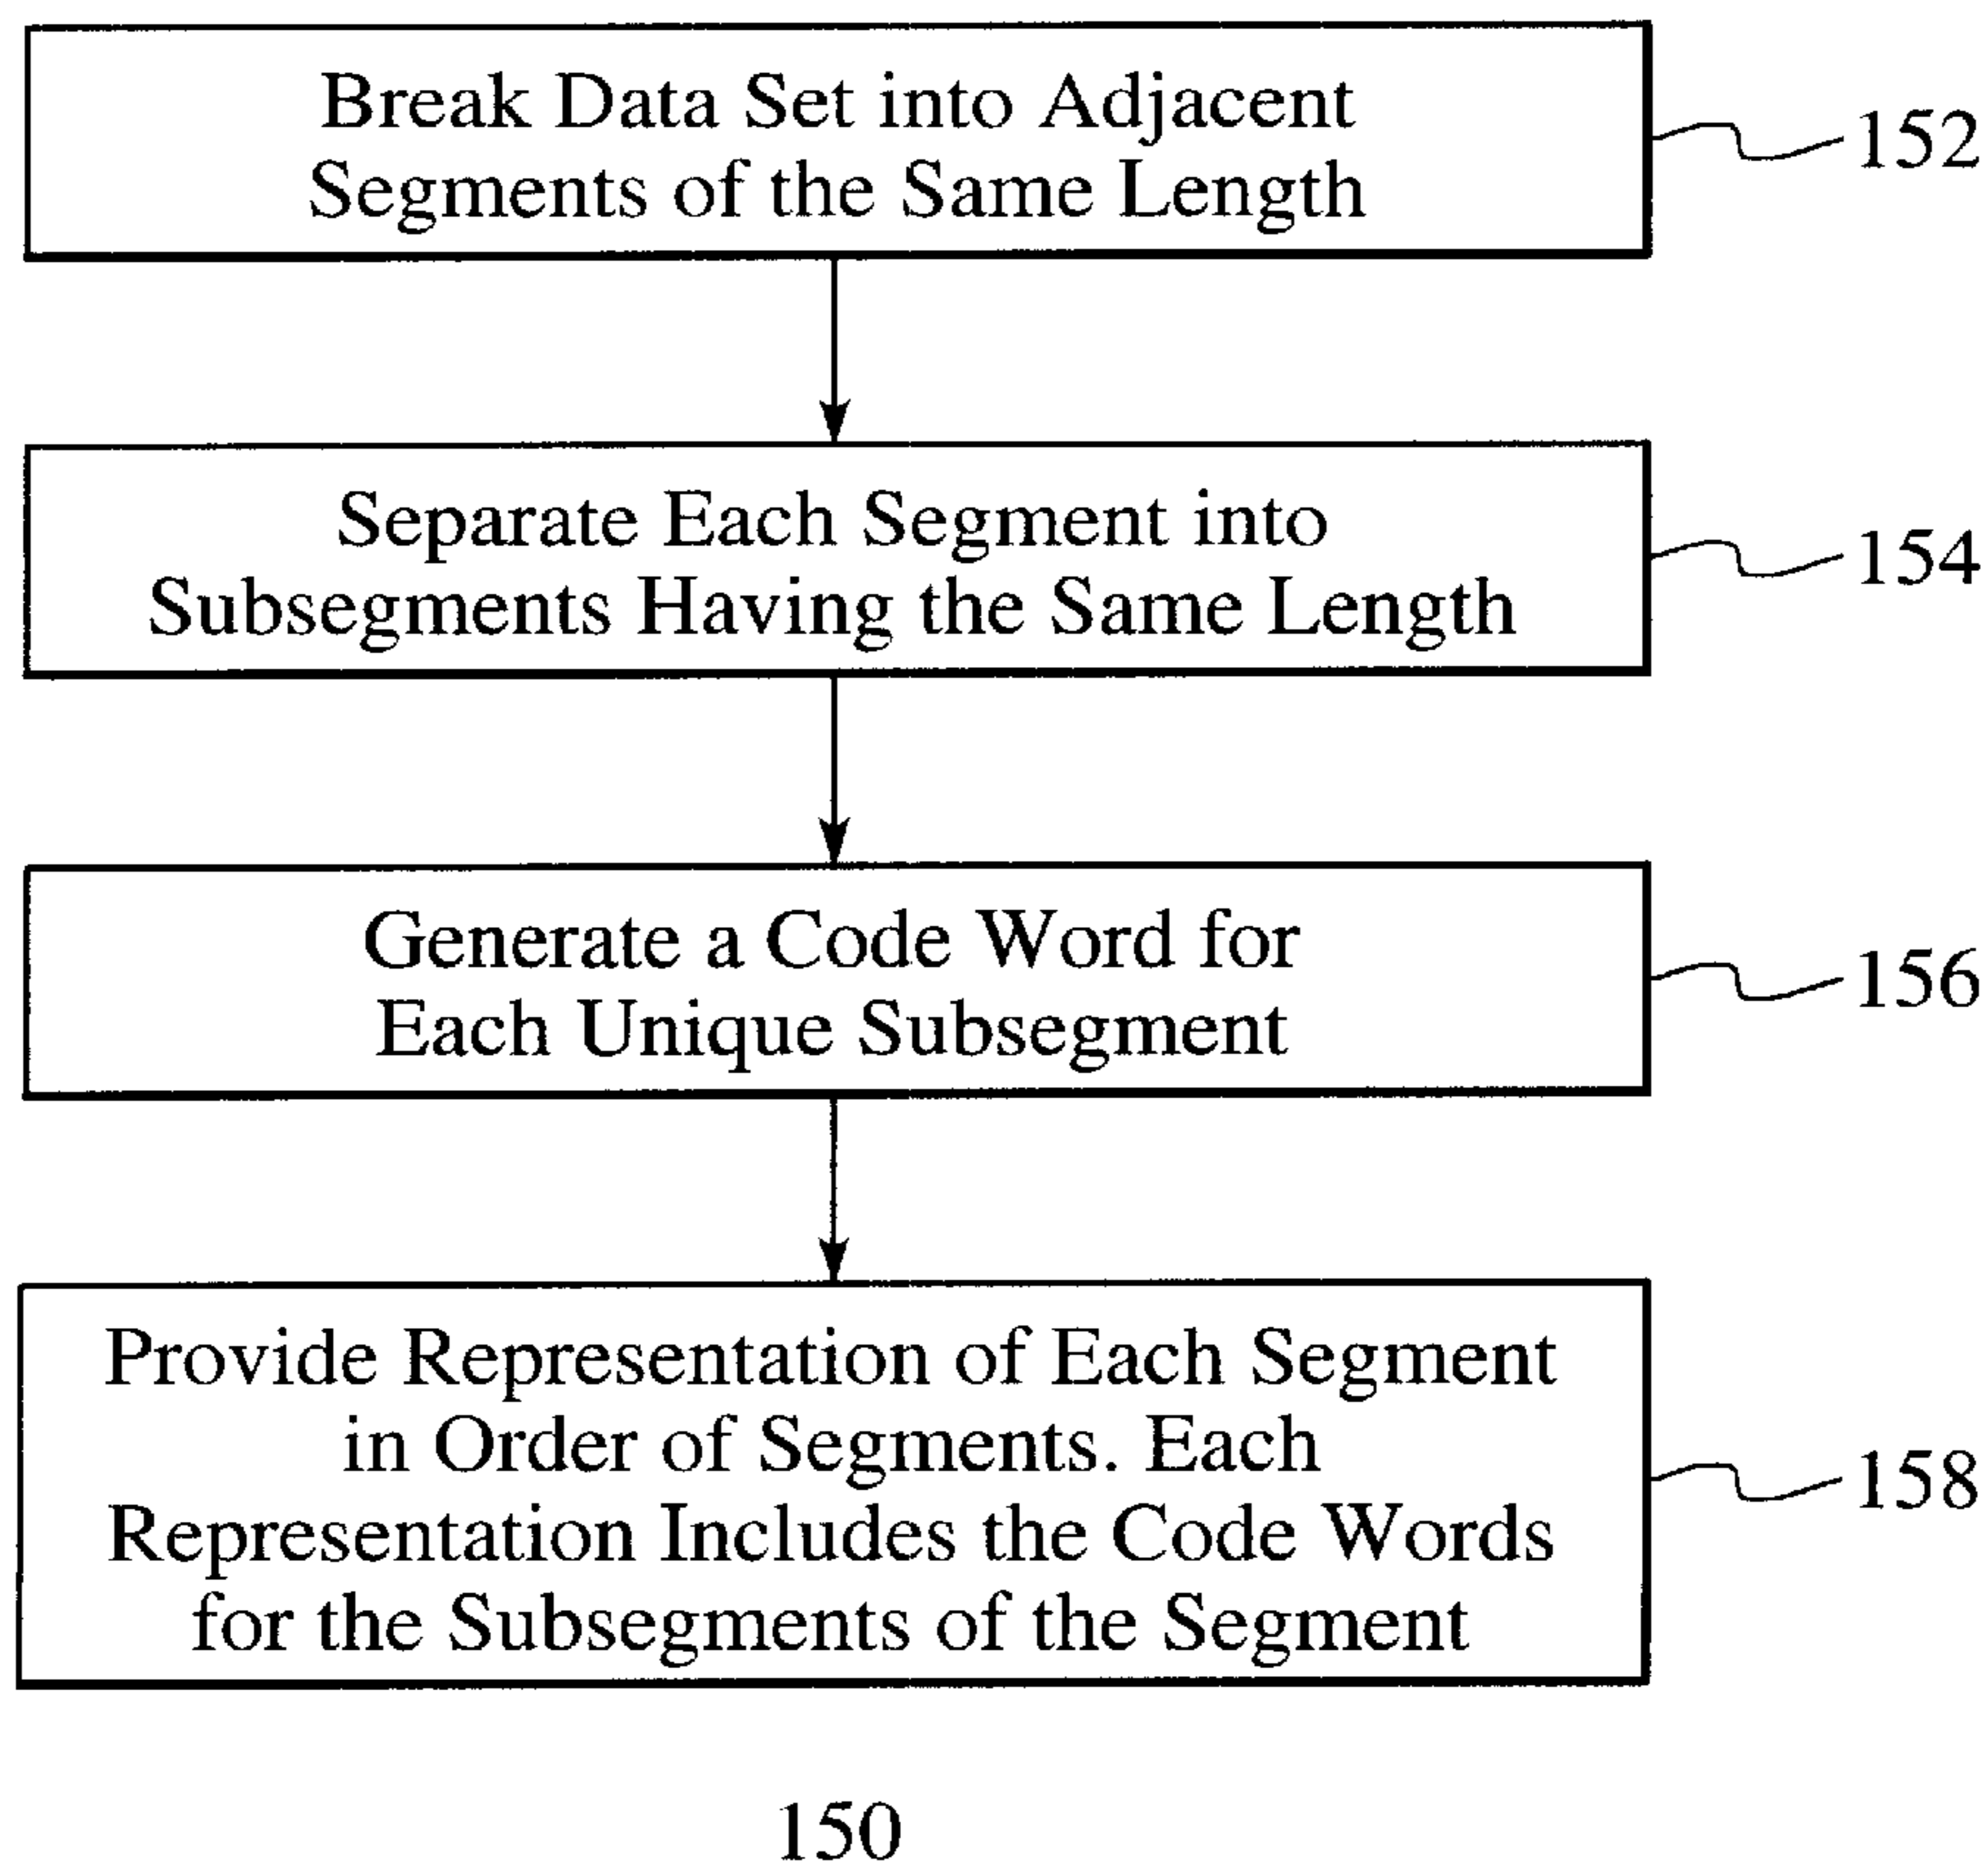 Break Data Set into Adjacent
Segments of the Same Length
152
Separate Each Segment into
Subsegments Having the Same Length
154
Generate a Code Word for
Each Unique Subsegment
156
Provide Representation of Each Segment
in Order of Segments. Each
Representation Includes the Code Words
for the Subsegments of the Segment
158
150